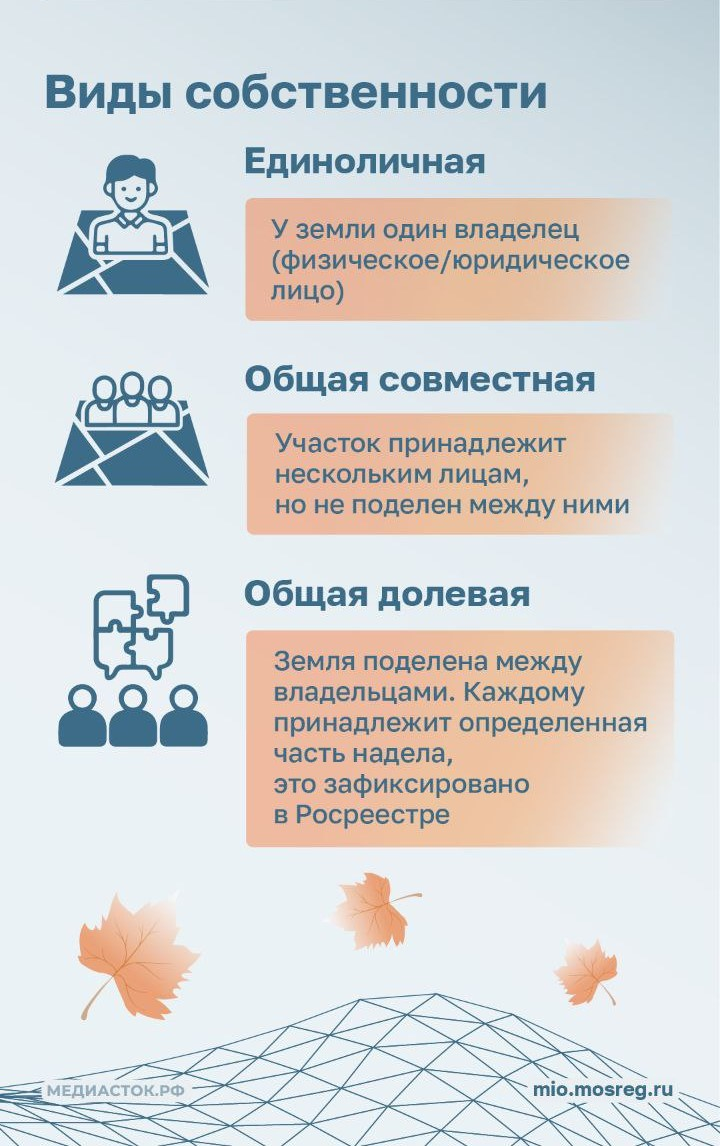 Виды собственности
Единоличная
У земли один владелец
(физическое/юридическое
лицо)
Общая совместная
Участок принадлежит
нескольким лицам,
но не поделен между ними
Общая долевая
Земля поделена между
владельцами. Каждому
принадлежит определенная
часть надела,
это зафиксировано
в Росреестре
МЕДИАСТОК.РФ
mio.mosreg.ru